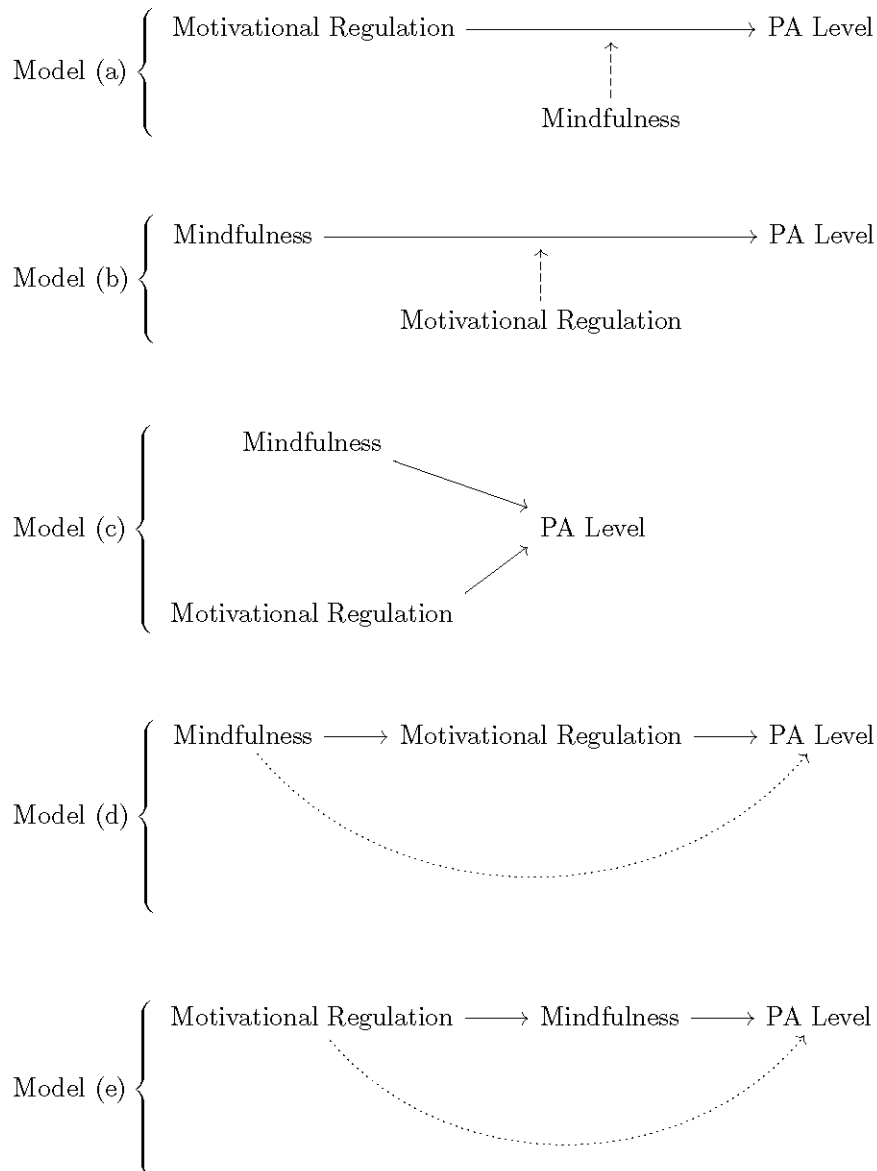 Motivational Regulation PA Level
Model (a)
Mindfulness
Mindfulness PA Level
Model (b)
Motivational Regulation
Mindfulness
Model (c) PA Level
Motivational Regulation
Mindfulness Motivational Regulation PA Level
Model (d)
Motivational Regulation Mindfulness PA Level
Model (e)